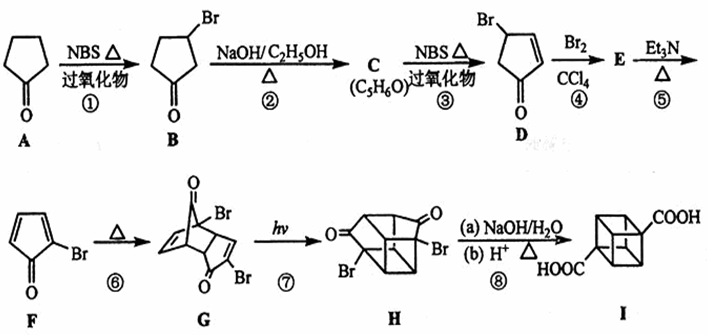 NBS △
过氧化物
①
O
A
Br
O
B
NaOH/C₂H₅OH
△
②
C
(C₅H₆O)
NBS △
过氧化物
③
Br
O
D
Br₂
CCl₄
④
E
Et₃N
△
⑤
Br
O
F
△
⑥
O
Br
O
Br
G
hv
⑦
O
O
Br
Br
H
(a) NaOH/H₂O
(b) H⁺ △
⑧
COOH
HOOC
I